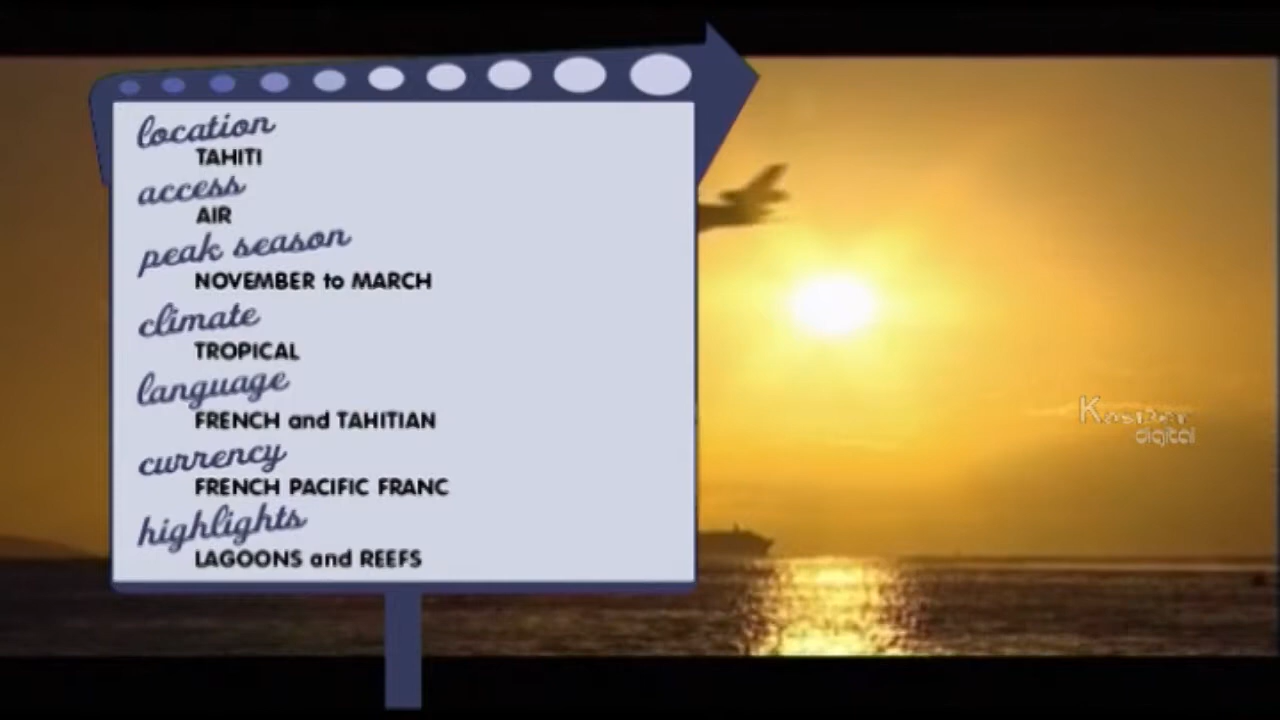 location
TAHITI
access
AIR
peak season
NOVEMBER to MARCH
climate
TROPICAL
language
FRENCH and TAHITIAN
currency
FRENCH PACIFIC FRANC
highlights
LAGOONS and REEFS
digital